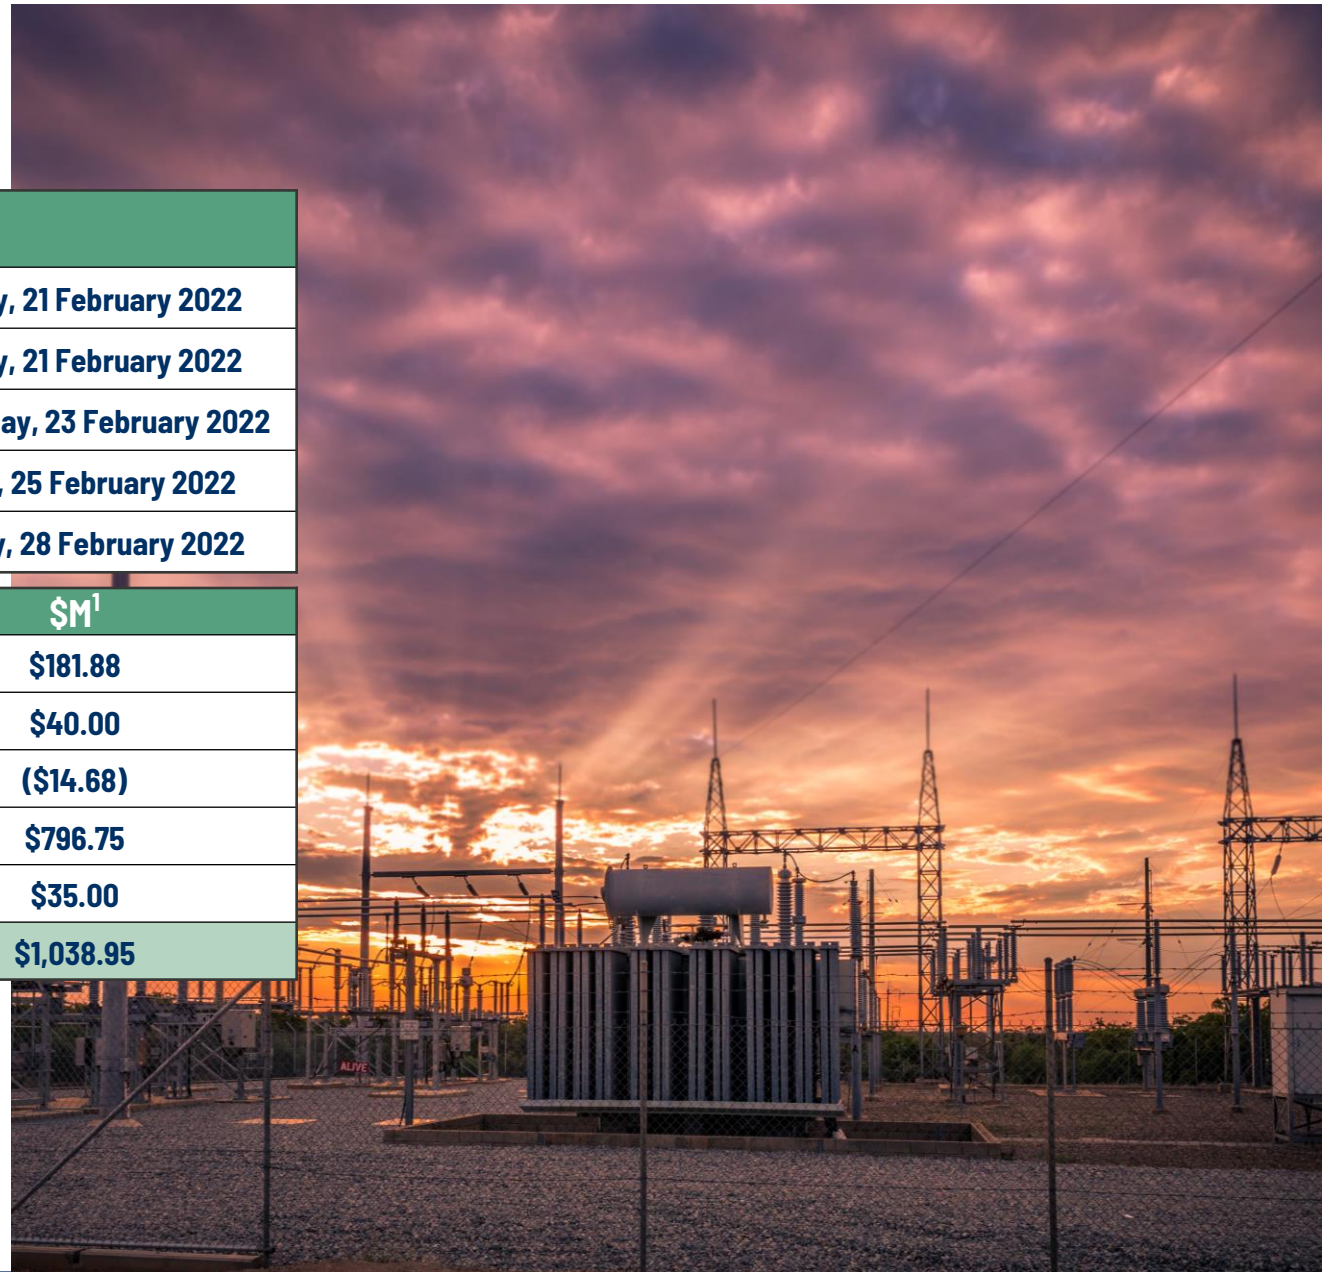 y, 21 February 2022
y, 21 February 2022
ay, 23 February 2022
, 25 February 2022
y, 28 February 2022
$M¹
$181.88
$40.00
($14.68)
$796.75
$35.00
$1,038.95
ALIVE